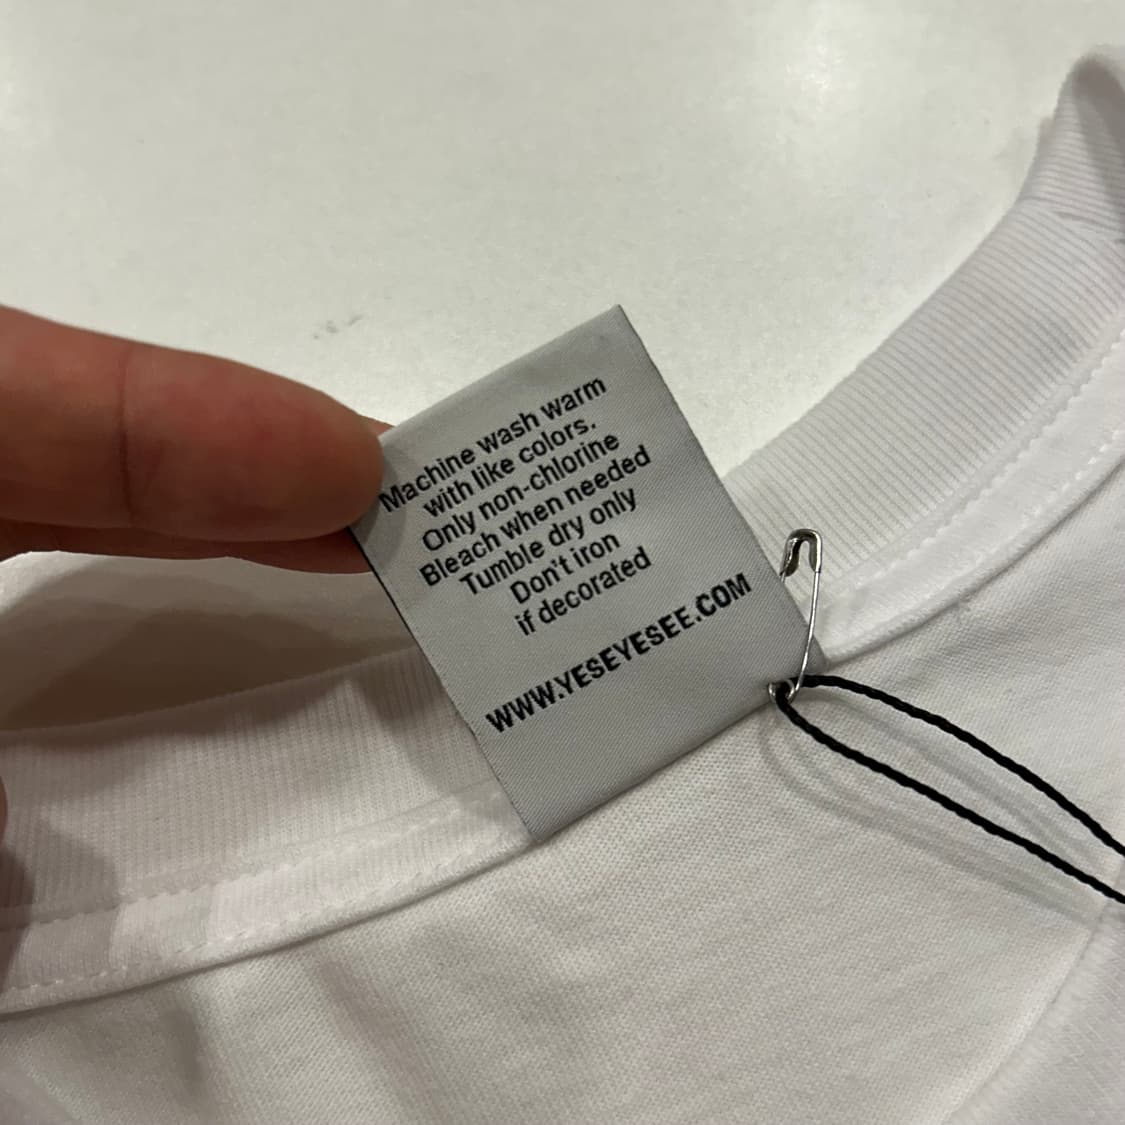 Machine wash warm
with like colors.
Only non-chlorine
Bleach when needed
Tumble dry only
Don't iron
if decorated
WWW.YESEYESEE.COM